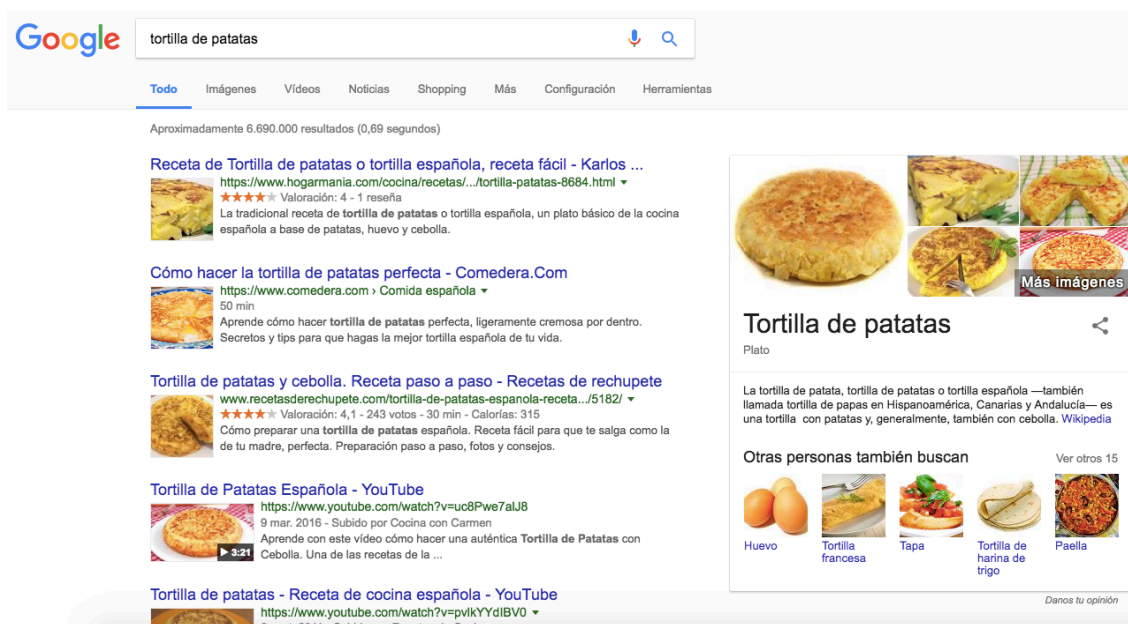 Google
tortilla de patatas
Todo Imágenes Vídeos Noticias Shopping Más Configuración Herramientas
Aproximadamente 6.690.000 resultados (0,69 segundos)
Receta de Tortilla de patatas o tortilla española, receta fácil - Karlos ...
https://www.hogarmania.com/cocina/recetas/.../tortilla-patatas-8684.html
Valoración: 4 - 1 reseña
La tradicional receta de tortilla de patatas o tortilla española, un plato básico de la cocina
española a base de patatas, huevo y cebolla.
Cómo hacer la tortilla de patatas perfecta - Comedera.Com
https://www.comedera.com › Comida española
50 min
Aprende cómo hacer tortilla de patatas perfecta, ligeramente cremosa por dentro.
Secretos y tips para que hagas la mejor tortilla española de tu vida.
Tortilla de patatas y cebolla. Receta paso a paso - Recetas de rechupete
www.recetasderechupete.com/tortilla-de-patatas-espanola-receta.../5182/
Valoración: 4,1 - 243 votos - 30 min - Calorías: 315
Cómo preparar una tortilla de patatas española. Receta fácil para que te salga como la
de tu madre, perfecta. Preparación paso a paso, fotos y consejos.
Tortilla de Patatas Española - YouTube
https://www.youtube.com/watch?v=uc8Pwe7alJ8
9 mar. 2016 - Subido por Cocina con Carmen
3:21
Aprende con este vídeo cómo hacer una auténtica Tortilla de Patatas con
Cebolla. Una de las recetas de la ...
Tortilla de patatas - Receta de cocina española - YouTube
https://www.youtube.com/watch?v=pvlkYYdIBV0
Más imágenes
Tortilla de patatas
Plato
La tortilla de patata, tortilla de patatas o tortilla española —también
llamada tortilla de papas en Hispanoamérica, Canarias y Andalucía— es
una tortilla con patatas y, generalmente, también con cebolla. Wikipedia
Otras personas también buscan
Ver otros 15
Huevo
Tortilla
francesa
Tapa
Tortilla de
harina de
trigo
Paella
Danos tu opinión